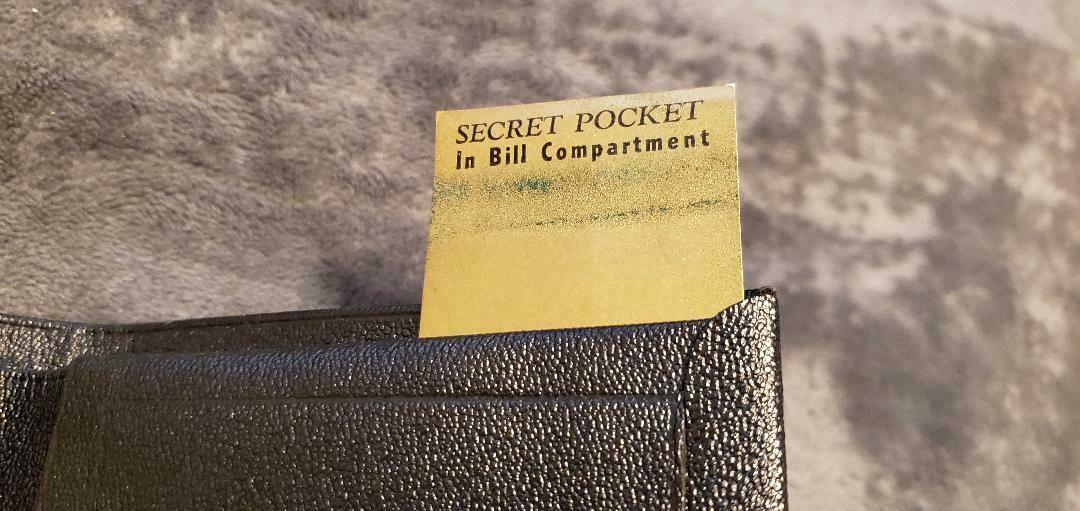 SECRET POCKET
in Bill Compartment